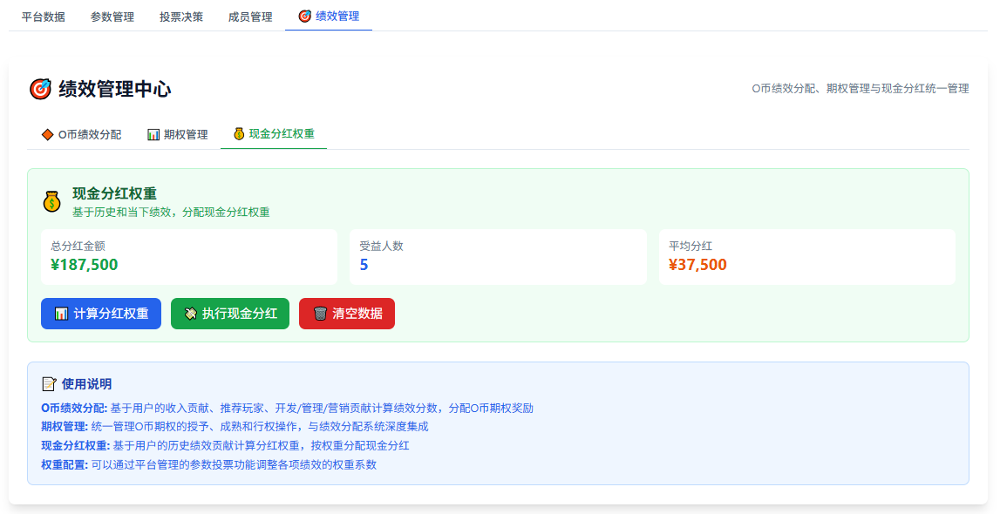 平台数据 参数管理 投票决策 成员管理 绩效管理
绩效管理中心
O币绩效分配、期权管理与现金分红统一管理
O币绩效分配 期权管理 现金分红权重
现金分红权重
基于历史和当下绩效，分配现金分红权重
总分红金额 受益人数 平均分红
¥187,500 5 ¥37,500
计算分红权重 执行现金分红 清空数据
使用说明
O币绩效分配: 基于用户的收入贡献、推荐玩家、开发/管理/营销贡献计算绩效分数，分配O币期权奖励
期权管理: 统一管理O币期权的授予、成熟和行权操作，与绩效分配系统深度集成
现金分红权重: 基于用户的历史绩效贡献计算分红权重，按权重分配现金分红
权重配置: 可以通过平台管理的参数投票功能调整各项绩效的权重系数